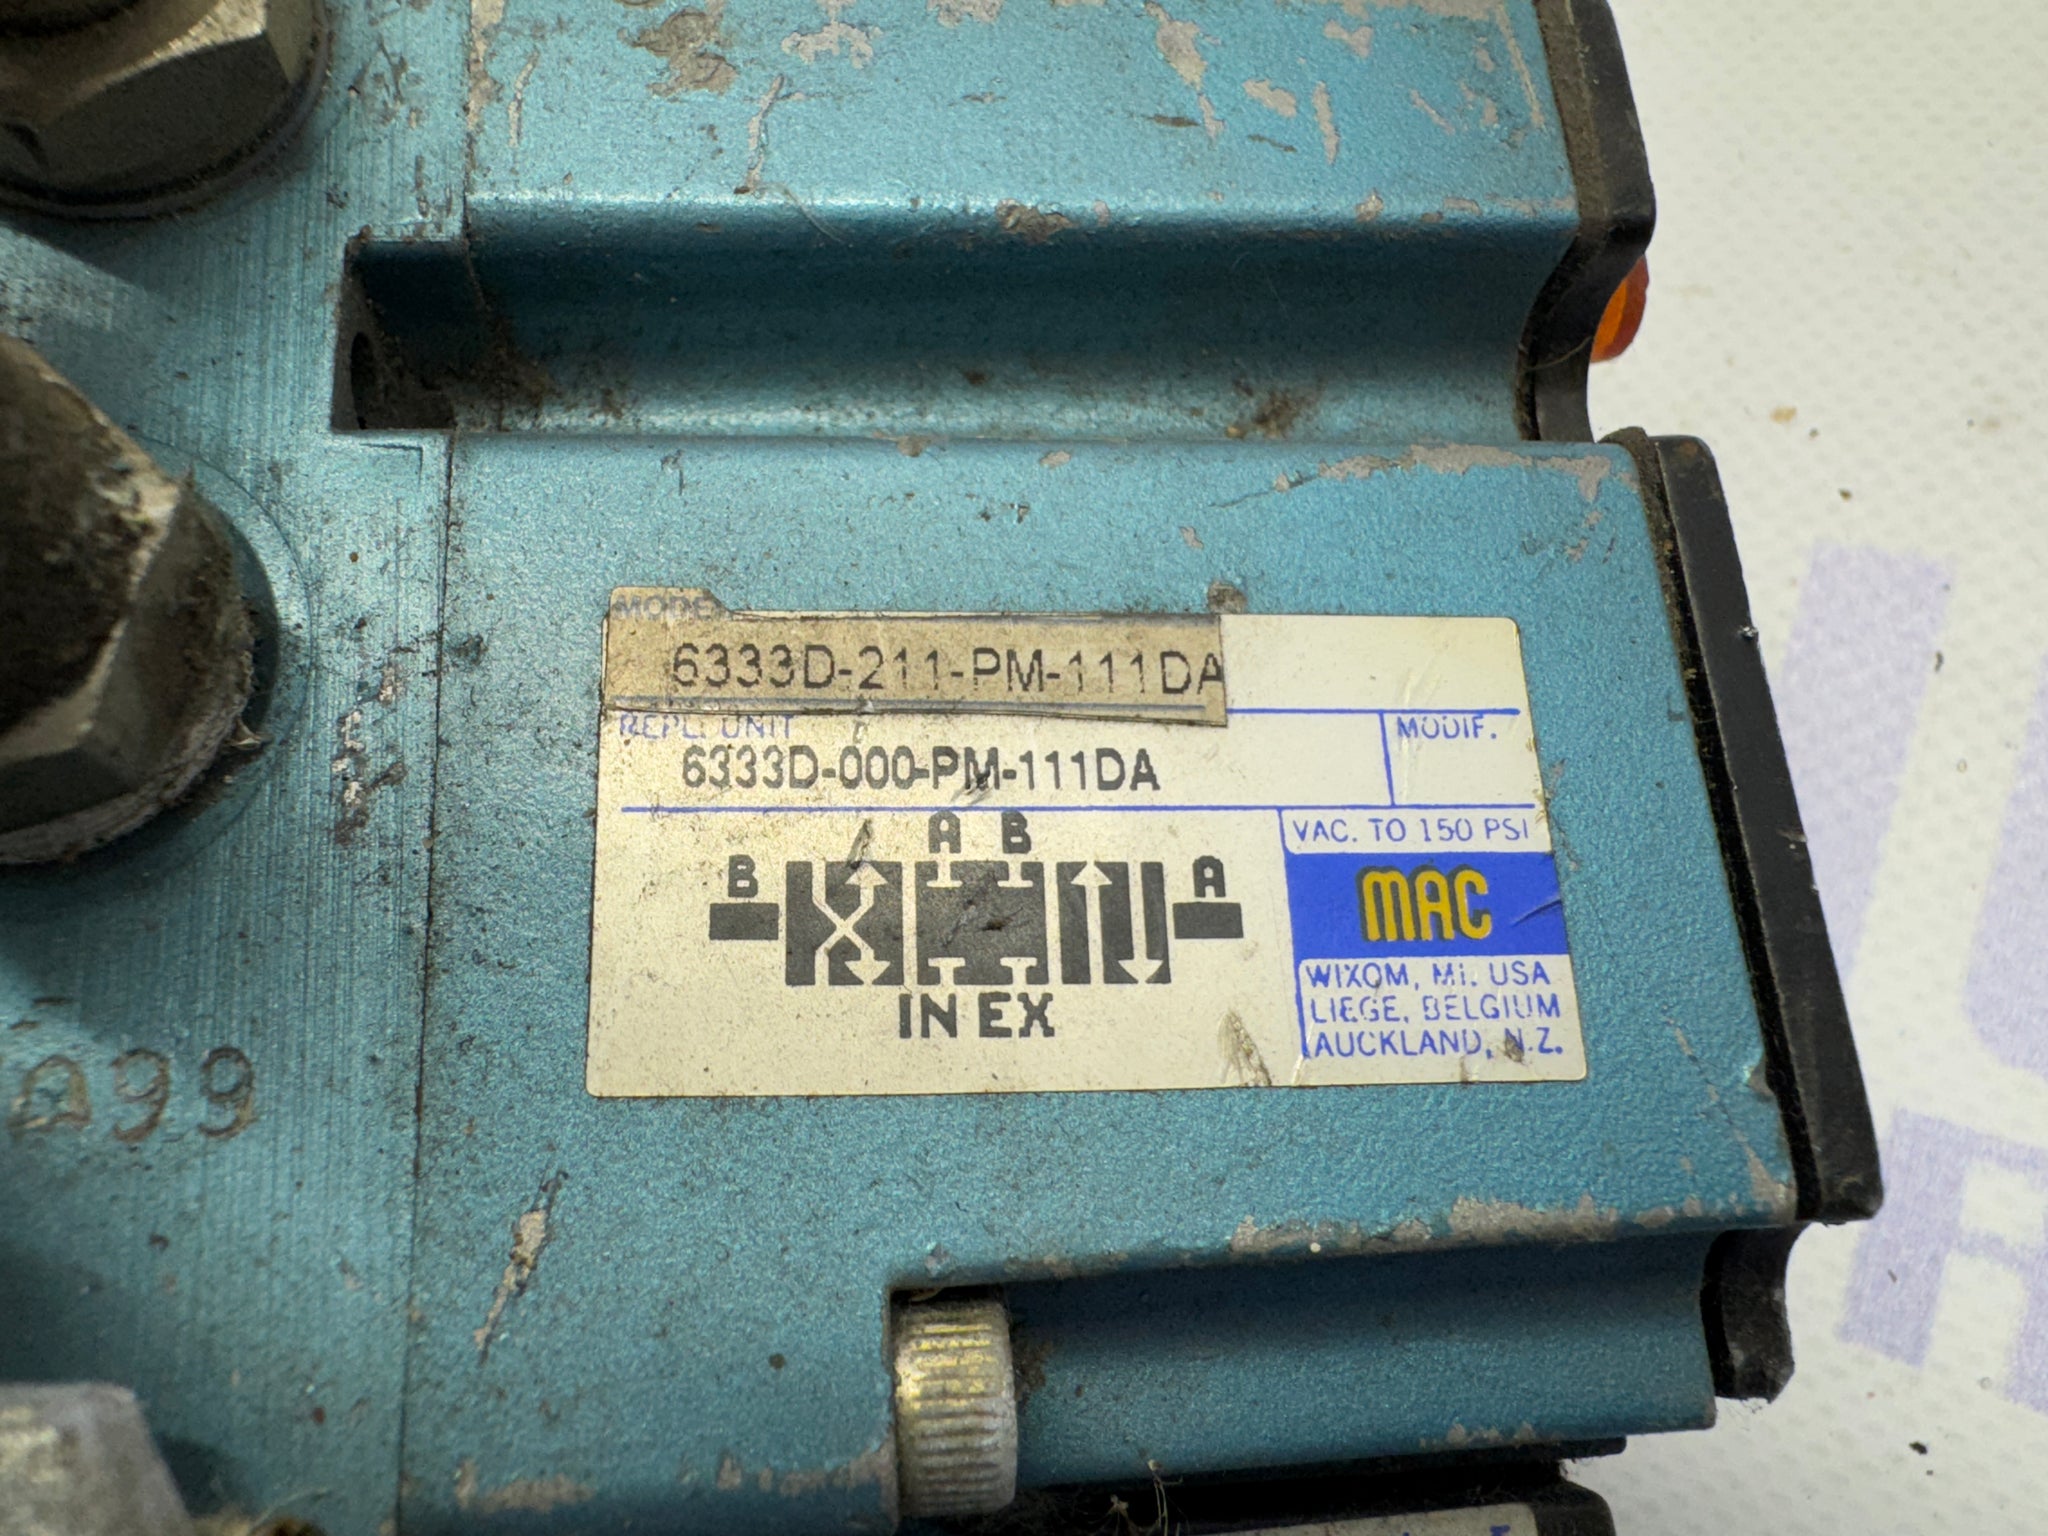 MODEL
6333D-211-PM-111DA
REPL. UNIT
MODIF.
6333D-000-PM-111DA
VAC. TO 150 PSI
A B
B
A
MAC
IN EX
WIXOM, MI. USA
LIEGE, BELGIUM
AUCKLAND, N.Z.
A99